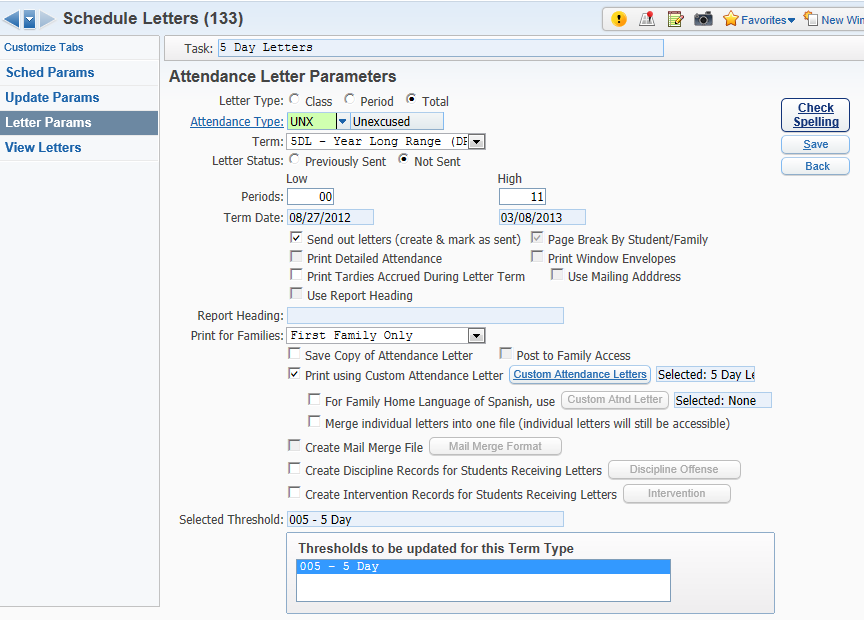 Schedule Letters (133)
Favorites New Win
Customize Tabs
Task: 5 Day Letters
Sched Params
Update Params
Letter Params
View Letters
Attendance Letter Parameters
Letter Type: Class Period Total
Attendance Type: UNX Unexcused
Term: 5DL - Year Long Range (DF
Letter Status: Previously Sent Not Sent
Low High
Periods: 00 11
Term Date: 08/27/2012 03/08/2013
Send out letters (create & mark as sent) Page Break By Student/Family
Print Detailed Attendance Print Window Envelopes
Print Tardies Accrued During Letter Term Use Mailing Adddress
Use Report Heading
Report Heading:
Print for Families: First Family Only
Save Copy of Attendance Letter Post to Family Access
Print using Custom Attendance Letter Custom Attendance Letters Selected: 5 Day Le
For Family Home Language of Spanish, use Custom Atnd Letter Selected: None
Merge individual letters into one file (individual letters will still be accessible)
Create Mail Merge File Mail Merge Format
Create Discipline Records for Students Receiving Letters Discipline Offense
Create Intervention Records for Students Receiving Letters Intervention
Selected Threshold: 005 - 5 Day
Thresholds to be updated for this Term Type
005 - 5 Day
Check
Spelling
Save
Back